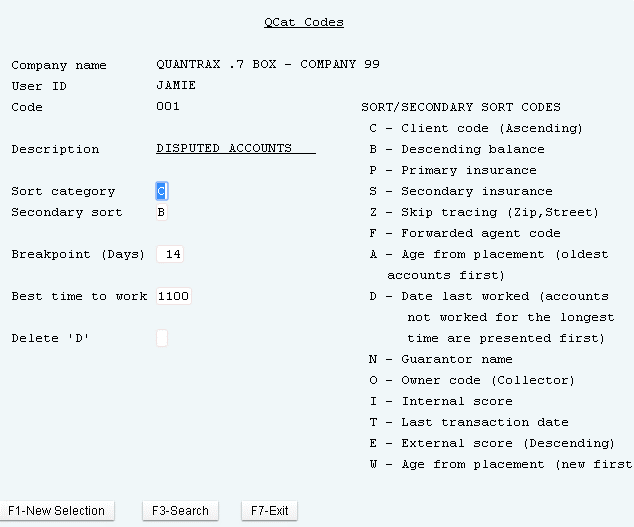 QCat Codes
Company name QUANTRAX .7 BOX - COMPANY 99
User ID JAMIE
Code 001
Description DISPUTED ACCOUNTS
Sort category C
Secondary sort B
Breakpoint (Days) 14
Best time to work 1100
Delete 'D'
SORT/SECONDARY SORT CODES
C - Client code (Ascending)
B - Descending balance
P - Primary insurance
S - Secondary insurance
Z - Skip tracing (Zip,Street)
F - Forwarded agent code
A - Age from placement (oldest
accounts first)
D - Date last worked (accounts
not worked for the longest
time are presented first)
N - Guarantor name
O - Owner code (Collector)
I - Internal score
T - Last transaction date
E - External score (Descending)
W - Age from placement (new first
F1-New Selection F3-Search F7-Exit